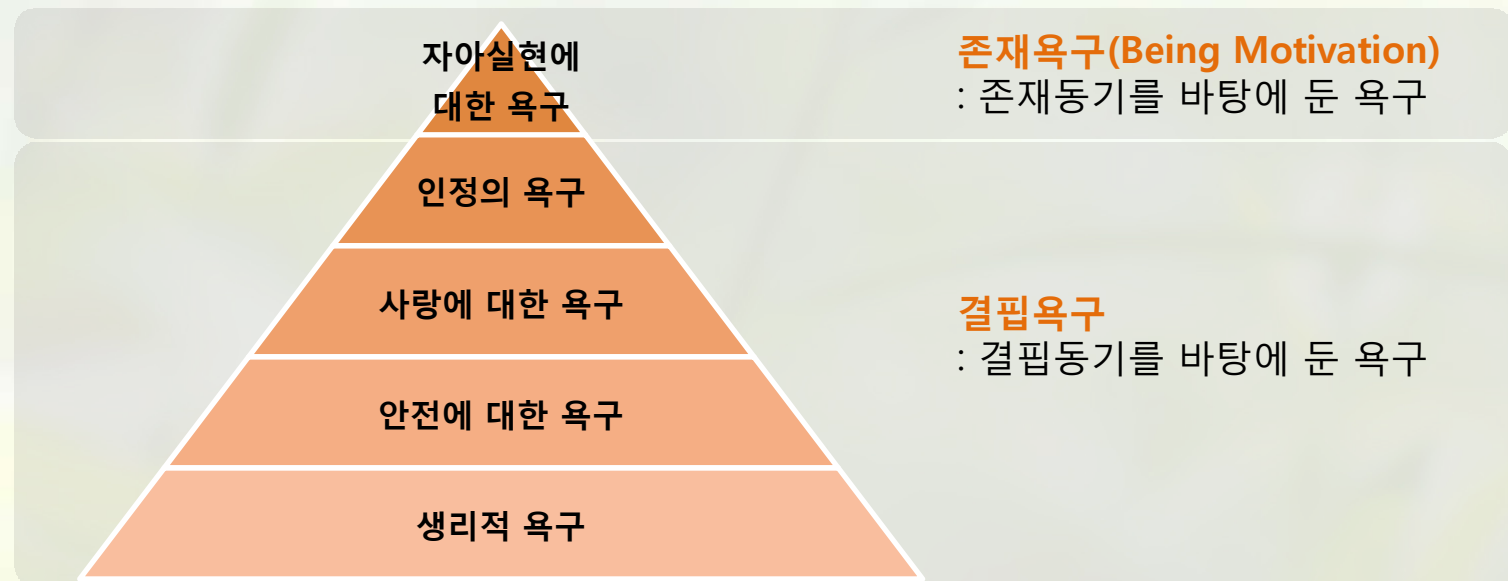 자아실현에
대한 욕구
존재욕구(Being Motivation)
: 존재동기를 바탕에 둔 욕구
인정의 욕구
사랑에 대한 욕구
결핍욕구
: 결핍동기를 바탕에 둔 욕구
안전에 대한 욕구
생리적 욕구